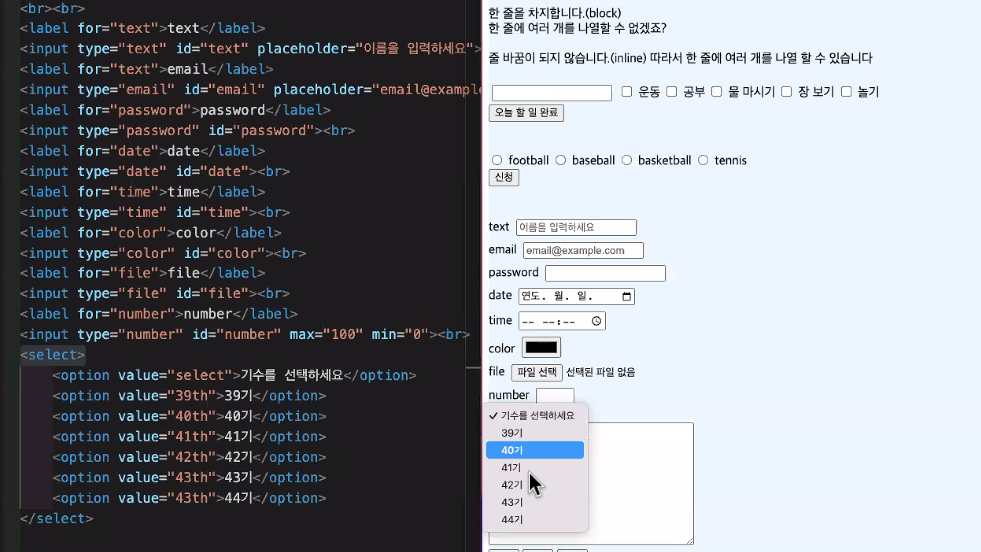 <br><br>
<label for="text">text</label>
<input type="text" id="text" placeholder="이름을 입력하세요">
<label for="text">email</label>
<input type="email" id="email" placeholder="email@example
<label for="password">password</label>
<input type="password" id="password"><br>
<label for="date">date</label>
<input type="date" id="date"><br>
<label for="time">time</label>
<input type="time" id="time"><br>
<label for="color">color</label>
<input type="color" id="color"><br>
<label for="file">file</label>
<input type="file" id="file"><br>
<label for="number">number</label>
<input type="number" id="number" max="100" min="0"><br>
<select>
<option value="select">기수를 선택하세요</option>
<option value="39th">39기</option>
<option value="40th">40기</option>
<option value="41th">41기</option>
<option value="42th">42기</option>
<option value="43th">43기</option>
<option value="43th">44기</option>
</select>
한 줄을 차지합니다.(block)
한 줄에 여러 개를 나열할 수 없겠죠?
줄 바꿈이 되지 않습니다.(inline) 따라서 한 줄에 여러 개를 나열 할 수 있습니다
운동 공부 물 마시기 장 보기 놀기
오늘 할 일 완료
football baseball basketball tennis
신청
text 이름을 입력하세요
email email@example.com
password
date 연도. 월. 일.
time -- --:--
color
file 파일 선택 선택된 파일 없음
number
✓ 기수를 선택하세요
39기
40기
41기
42기
43기
44기